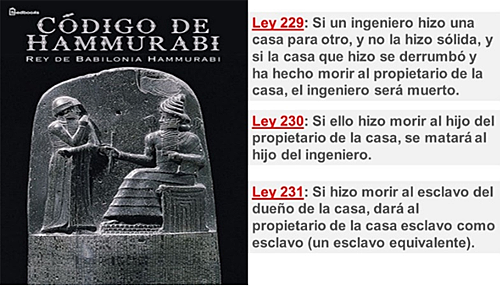 feedbooks
CÓDIGO DE
HAMMURABI
REY DE BABILONIA HAMMURABI
Ley 229: Si un ingeniero hizo una
casa para otro, y no la hizo sólida, y
si la casa que hizo se derrumbó y
ha hecho morir al propietario de la
casa, el ingeniero será muerto.
Ley 230: Si ello hizo morir al hijo del
propietario de la casa, se matará al
hijo del ingeniero.
Ley 231: Si hizo morir al esclavo del
dueño de la casa, dará al
propietario de la casa esclavo como
esclavo (un esclavo equivalente).